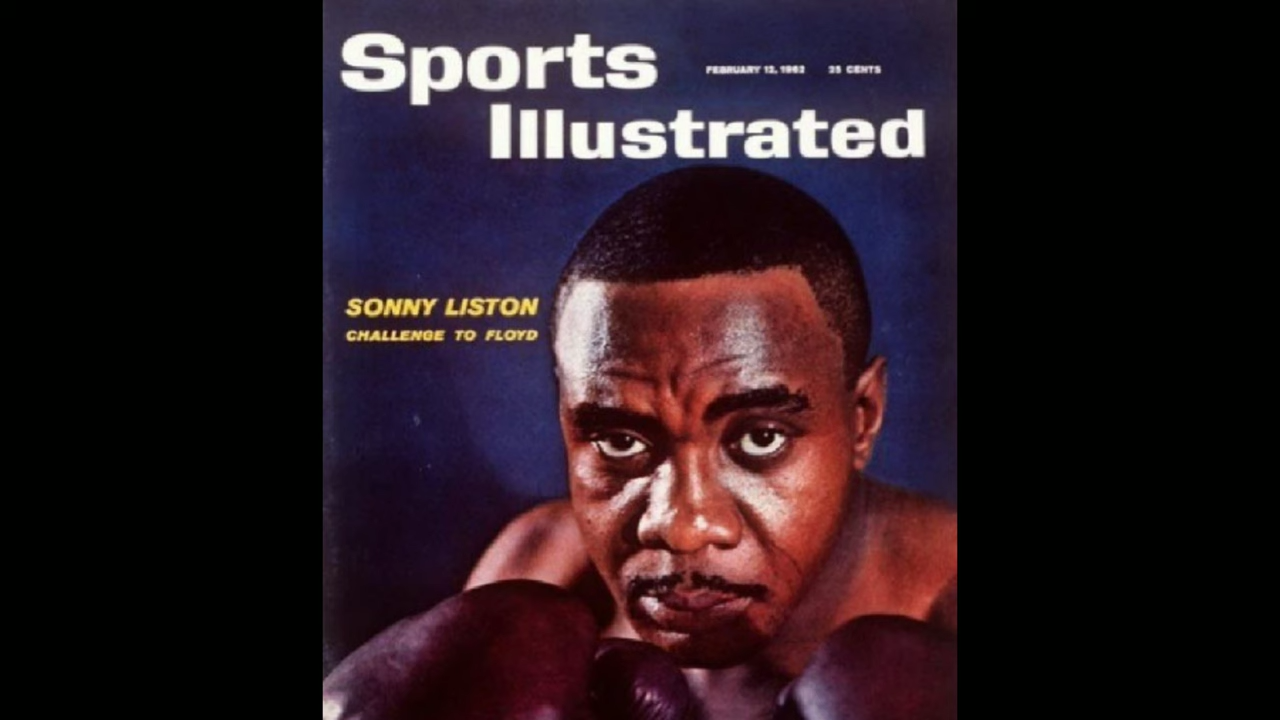 Sports
FEBRUARY 12, 1962 25 CENTS
Illustrated
SONNY LISTON
CHALLENGE TO FLOYD